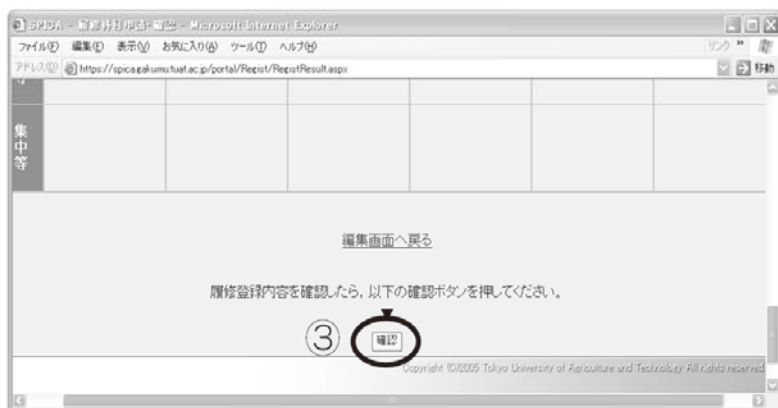 SPICA - 履修科目申請・確認 - Microsoft Internet Explorer
ファイル(F) 編集(E) 表示(V) お気に入り(A) ツール(T) ヘルプ(H)
リンク »
アドレス(D) https://spica.gakumu.tuat.ac.jp/portal/Regist/RegistResult.aspx
移動
集中等
編集画面へ戻る
履修登録内容を確認したら、以下の確認ボタンを押してください。
③ 確認
Copyright (C)2005 Tokyo University of Agriculture and Technology All rights reserved